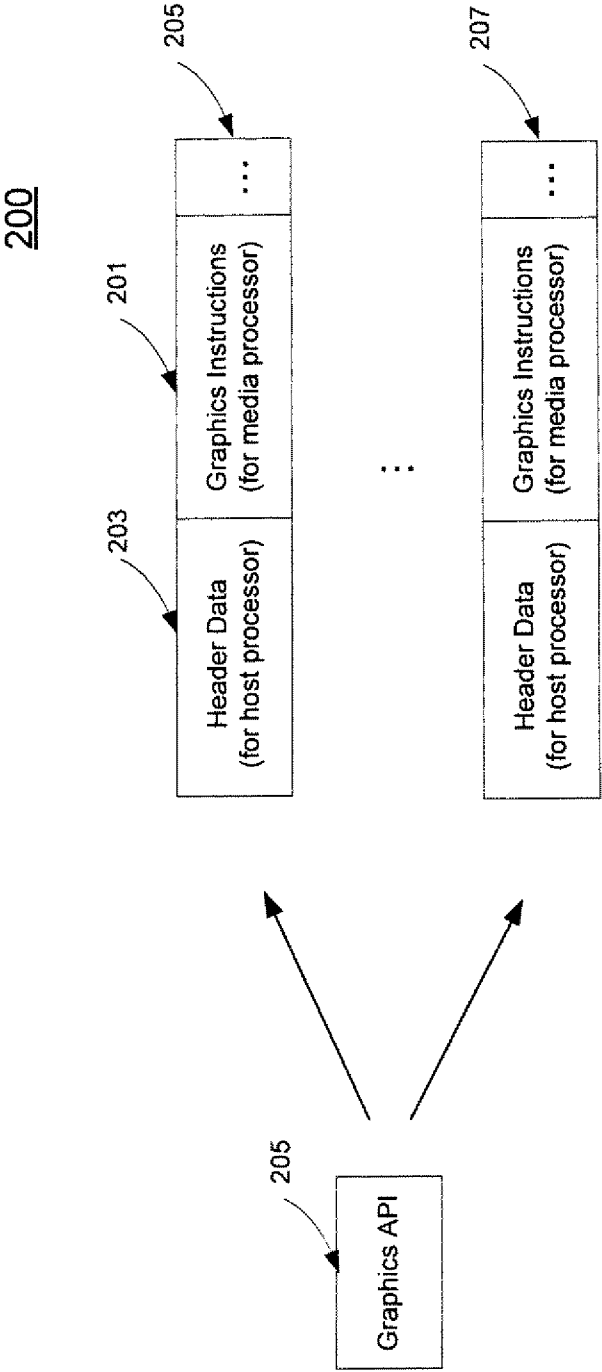 200
205
Graphics API
203
201
205
Header Data
(for host processor)
Graphics Instructions
(for media processor)
...
...
207
Header Data
(for host processor)
Graphics Instructions
(for media processor)
...